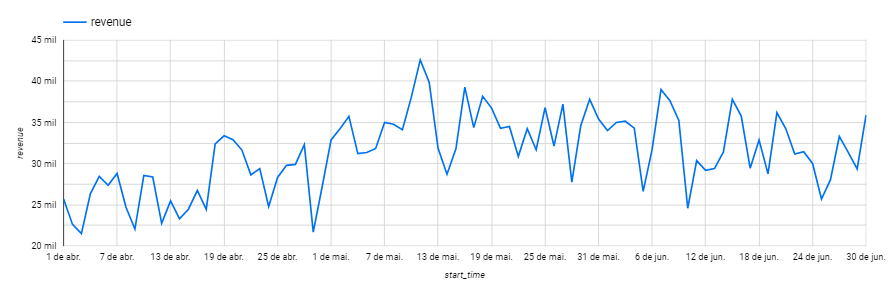 revenue
45 mil
40 mil
35 mil
30 mil
25 mil
20 mil
revenue
1 de abr. 7 de abr. 13 de abr. 19 de abr. 25 de abr. 1 de mai. 7 de mai. 13 de mai. 19 de mai. 25 de mai. 31 de mai. 6 de jun. 12 de jun. 18 de jun. 24 de jun. 30 de jun.
start_time